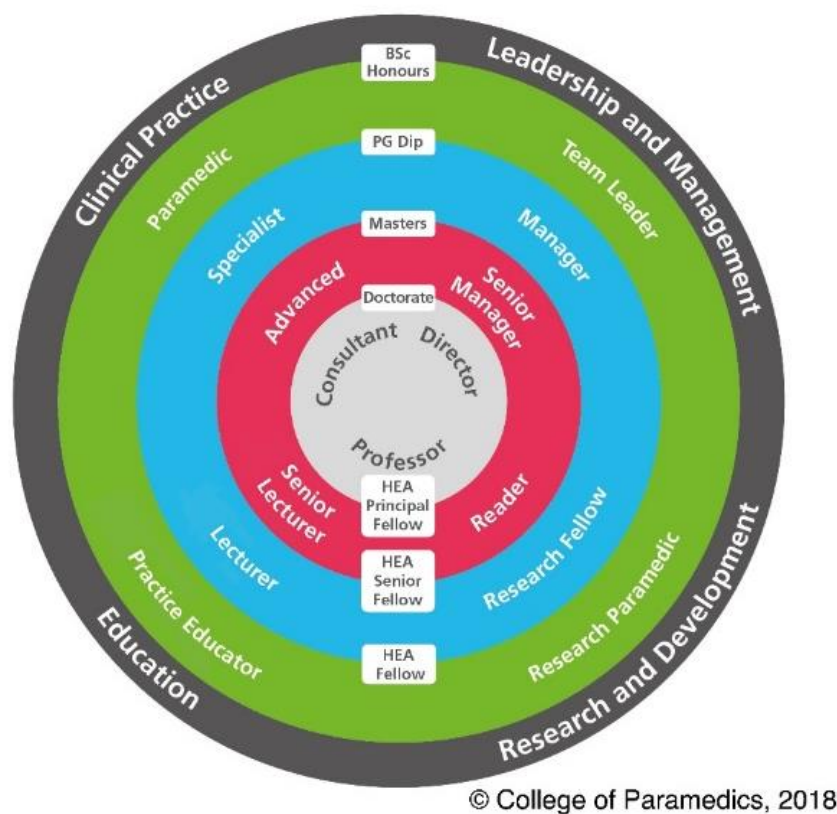 BSc
Honours
Clinical Practice
Leadership and Management
PG Dip
Paramedic
Team Leader
Masters
Specialist
Manager
Doctorate
Advanced
Senior
Manager
Consultant
Director
Professor
HEA
Principal
Fellow
Senior
Lecturer
Reader
HEA
Senior
Fellow
Lecturer
Research Fellow
HEA
Fellow
Practice Educator
Research Paramedic
Education
Research and Development
© College of Paramedics, 2018